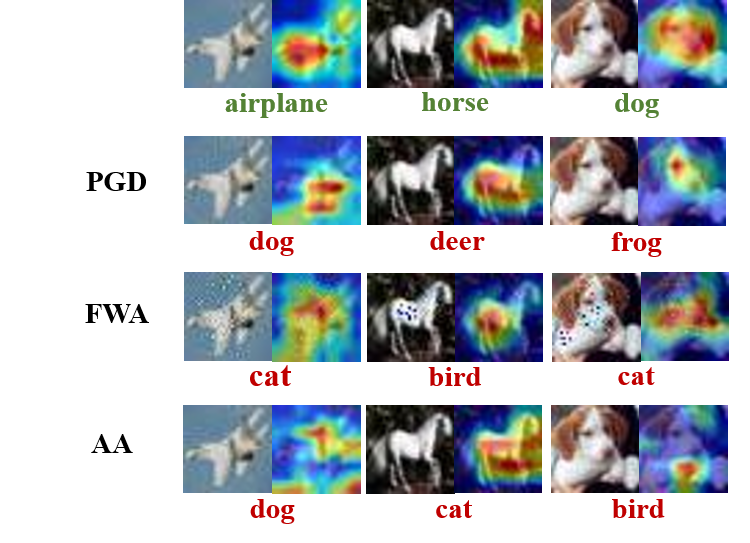 airplane horse dog
PGD
dog deer frog
FWA
cat bird cat
AA
dog cat bird